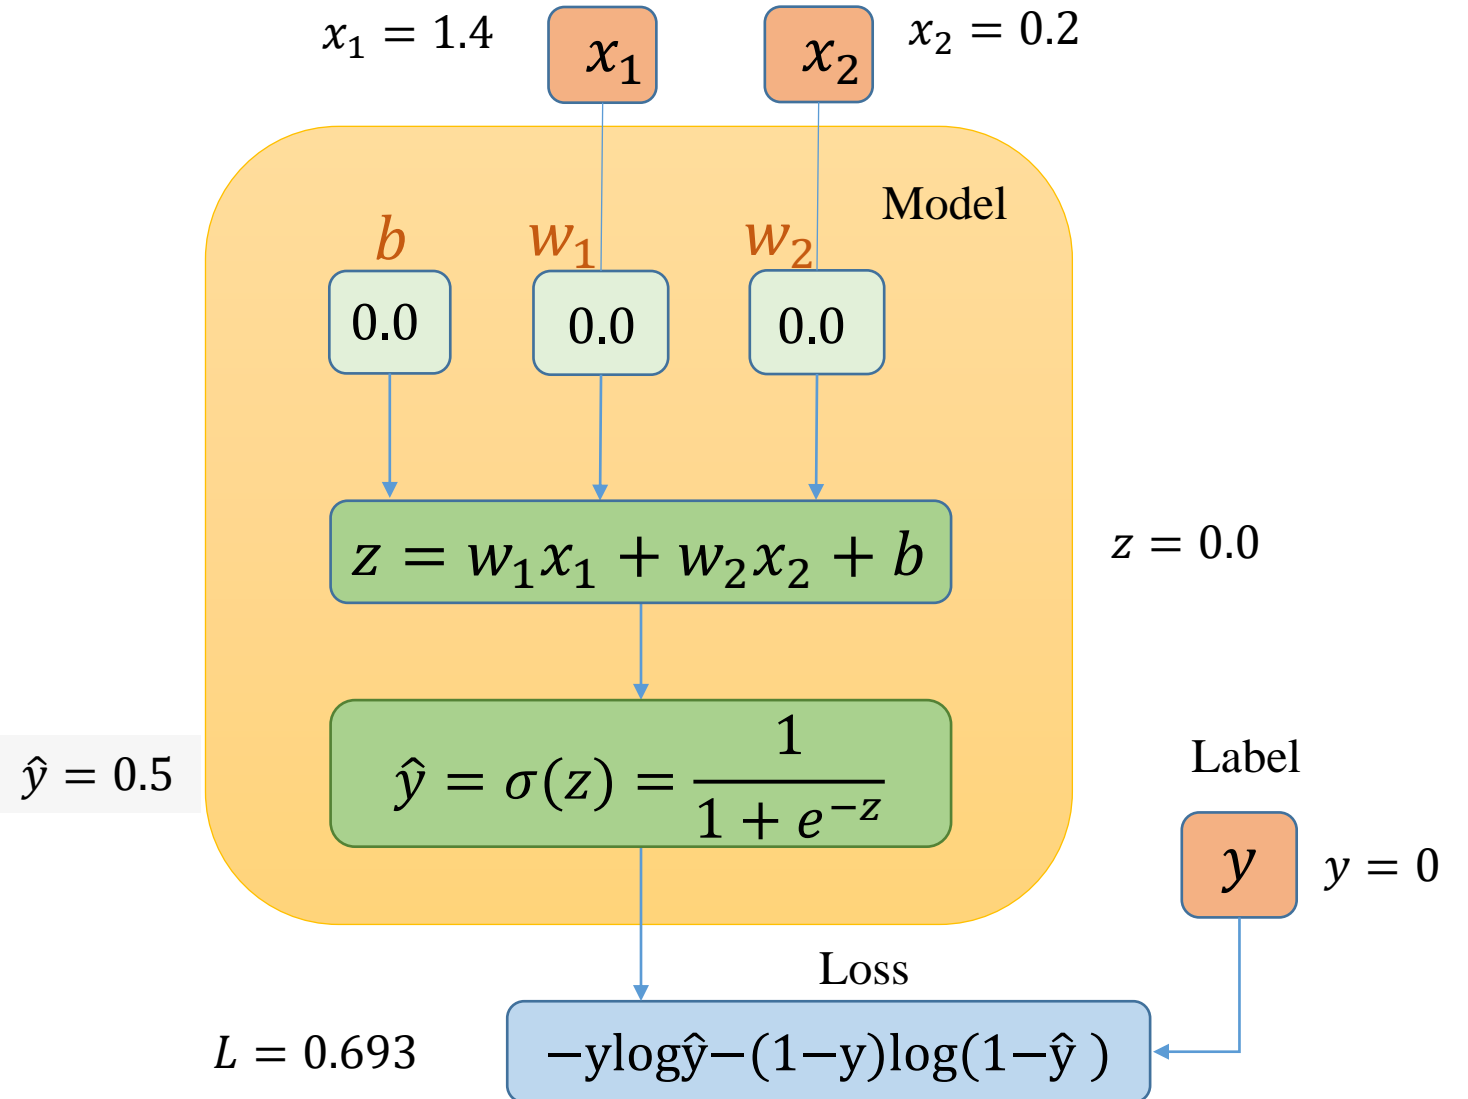 x₁ = 1.4
x₁
x₂
x₂ = 0.2
Model
b
w₁
w₂
0.0
0.0
0.0
z = w₁x₁ + w₂x₂ + b
z = 0.0
ŷ = σ(z) = 1 / (1 + e^{−z})
ŷ = 0.5
Label
y
y = 0
Loss
L = 0.693
−ylogŷ−(1−y)log(1−ŷ )